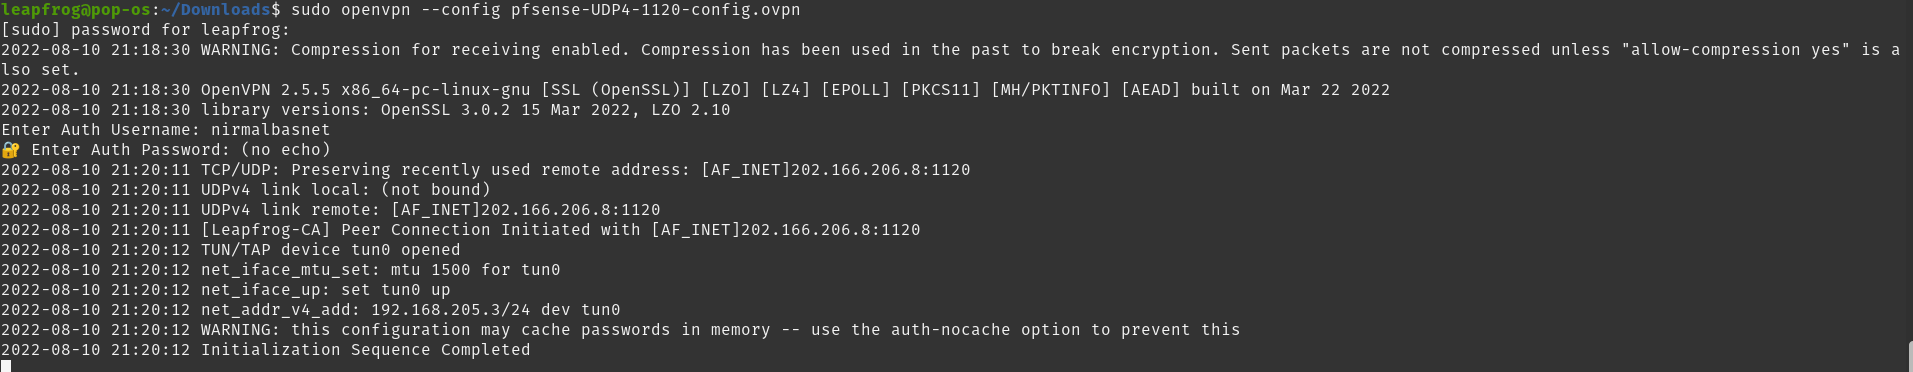 leapfrog@pop-os:~/Downloads$ sudo openvpn --config pfsense-UDP4-1120-config.ovpn
[sudo] password for leapfrog:
2022-08-10 21:18:30 WARNING: Compression for receiving enabled. Compression has been used in the past to break encryption. Sent packets are not compressed unless "allow-compression yes" is a
lso set.
2022-08-10 21:18:30 OpenVPN 2.5.5 x86_64-pc-linux-gnu [SSL (OpenSSL)] [LZO] [LZ4] [EPOLL] [PKCS11] [MH/PKTINFO] [AEAD] built on Mar 22 2022
2022-08-10 21:18:30 library versions: OpenSSL 3.0.2 15 Mar 2022, LZO 2.10
Enter Auth Username: nirmalbasnet
🔐 Enter Auth Password: (no echo)
2022-08-10 21:20:11 TCP/UDP: Preserving recently used remote address: [AF_INET]202.166.206.8:1120
2022-08-10 21:20:11 UDPv4 link local: (not bound)
2022-08-10 21:20:11 UDPv4 link remote: [AF_INET]202.166.206.8:1120
2022-08-10 21:20:11 [Leapfrog-CA] Peer Connection Initiated with [AF_INET]202.166.206.8:1120
2022-08-10 21:20:12 TUN/TAP device tun0 opened
2022-08-10 21:20:12 net_iface_mtu_set: mtu 1500 for tun0
2022-08-10 21:20:12 net_iface_up: set tun0 up
2022-08-10 21:20:12 net_addr_v4_add: 192.168.205.3/24 dev tun0
2022-08-10 21:20:12 WARNING: this configuration may cache passwords in memory -- use the auth-nocache option to prevent this
2022-08-10 21:20:12 Initialization Sequence Completed